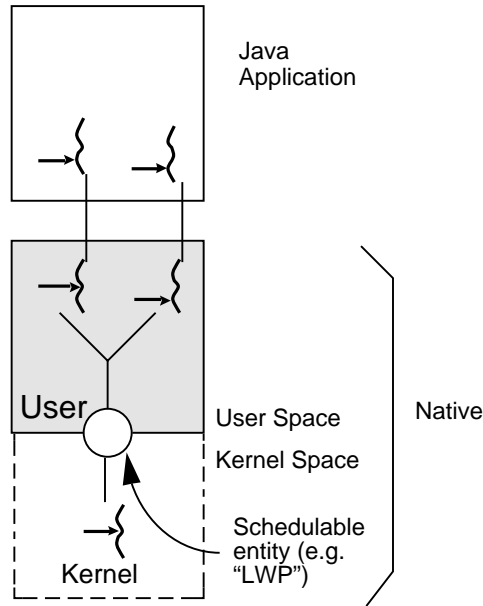 Java
Application
User
User Space
Native
Kernel Space
Schedulable
entity (e.g.
“LWP”)
Kernel